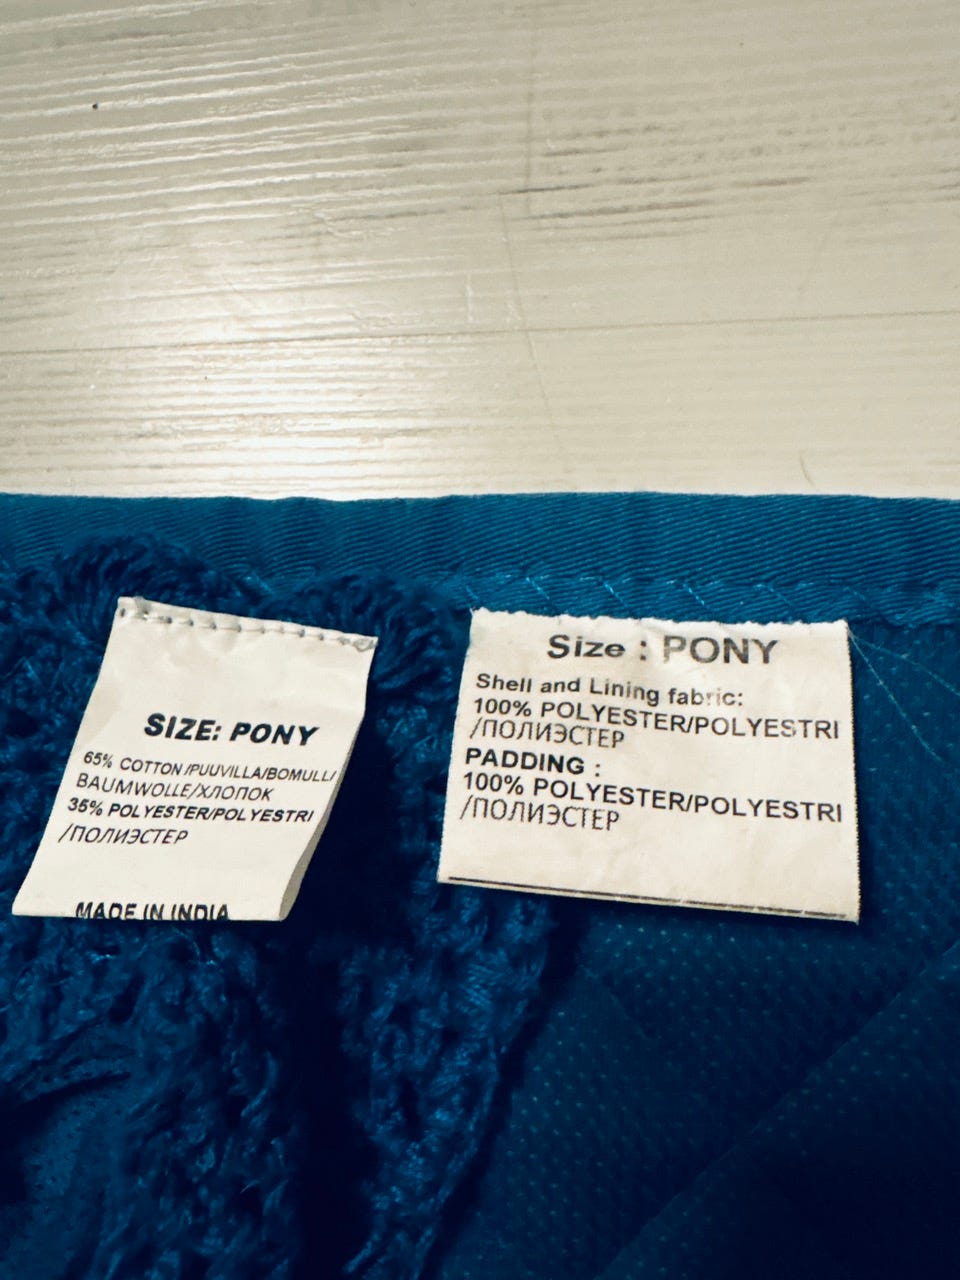 SIZE: PONY
65% COTTON/PUUVILLA/BOMULL/
BAUMWOLLE/ХЛОПОК
35% POLYESTER/POLYESTRI
/ПОЛИЭСТЕР
MADE IN INDIA
Size : PONY
Shell and Lining fabric:
100% POLYESTER/POLYESTRI
/ПОЛИЭСТЕР
PADDING :
100% POLYESTER/POLYESTRI
/ПОЛИЭСТЕР